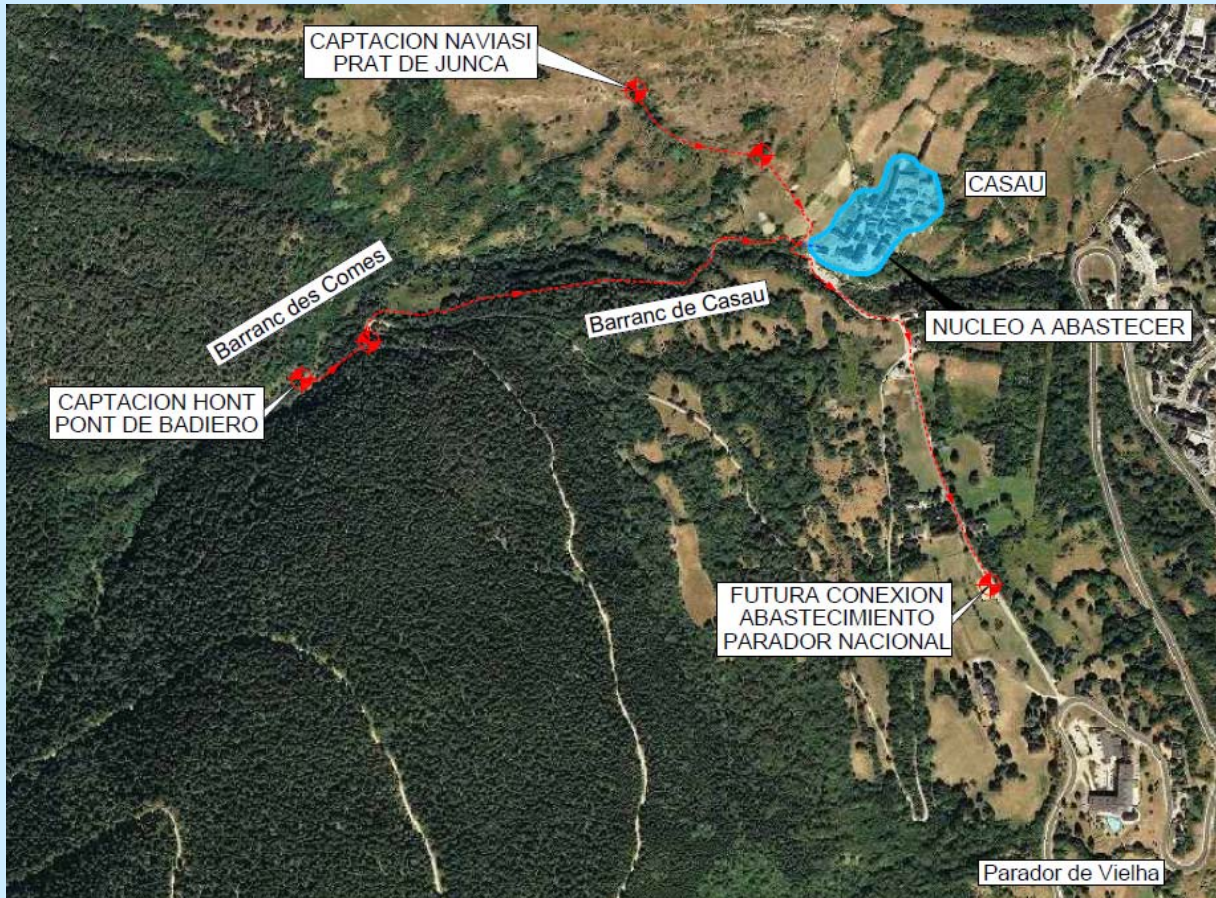 CAPTACION NAVIASI
PRAT DE JUNCA
CASAU
Barranc des Comes
Barranc de Casau
NUCLEO A ABASTECER
CAPTACION HONT
PONT DE BADIERO
FUTURA CONEXION
ABASTECIMIENTO
PARADOR NACIONAL
Parador de Vielha